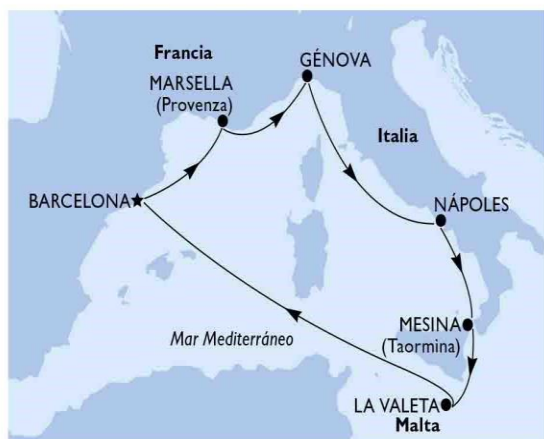 Francia
GÉNOVA
MARSELLA
(Provenza)
Italia
BARCELONA
NÁPOLES
MESINA
(Taormina)
Mar Mediterráneo
LA VALETA
Malta